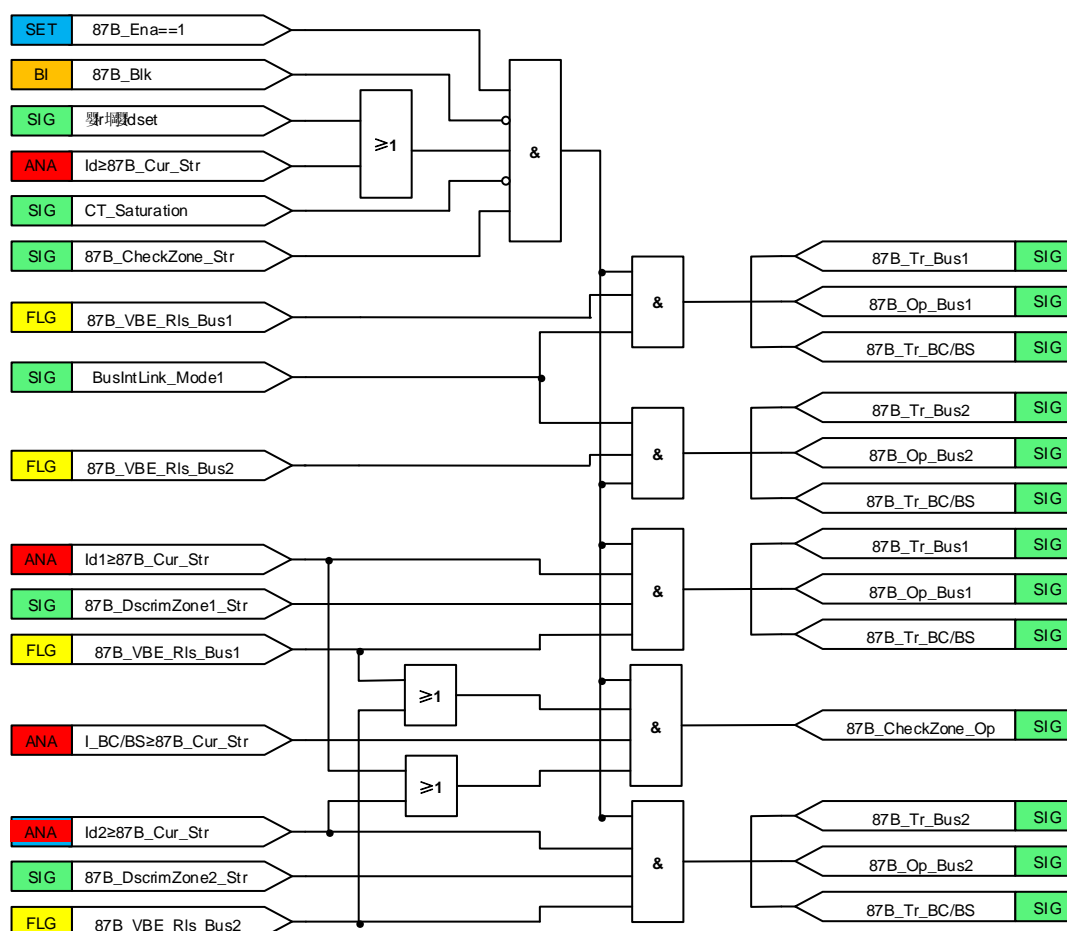 SET 87B_Ena==1
BI 87B_Blk
SIG
ANA Id≥87B_Cur_Str
SIG CT_Saturation
SIG 87B_CheckZone_Str
FLG 87B_VBE_Rls_Bus1
SIG BusIntLink_Mode1
FLG 87B_VBE_Rls_Bus2
ANA Id1≥87B_Cur_Str
SIG 87B_DscrimZone1_Str
FLG 87B_VBE_Rls_Bus1
ANA I_BC/BS≥87B_Cur_Str
ANA Id2≥87B_Cur_Str
SIG 87B_DscrimZone2_Str
FLG 87B_VBE_Rls_Bus2
≥1
&
&
&
&
≥1
&
≥1
&
87B_Tr_Bus1 SIG
87B_Op_Bus1 SIG
87B_Tr_BC/BS SIG
87B_Tr_Bus2 SIG
87B_Op_Bus2 SIG
87B_Tr_BC/BS SIG
87B_Tr_Bus1 SIG
87B_Op_Bus1 SIG
87B_Tr_BC/BS SIG
87B_CheckZone_Op SIG
87B_Tr_Bus2 SIG
87B_Op_Bus2 SIG
87B_Tr_BC/BS SIG